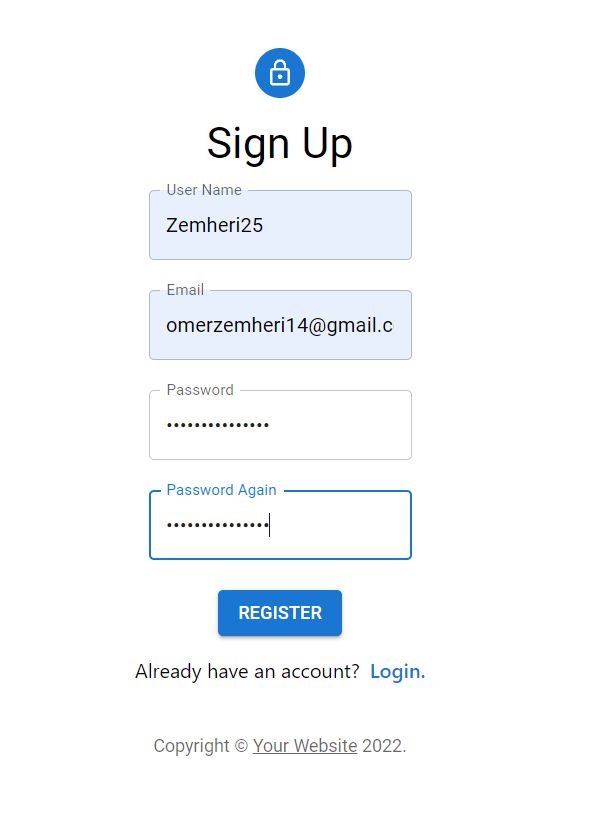 Sign Up
User Name
Zemheri25
Email
omerzemheri14@gmail.c
Password
•••••••••••••••
Password Again
•••••••••••••••
REGISTER
Already have an account? Login.
Copyright © Your Website 2022.